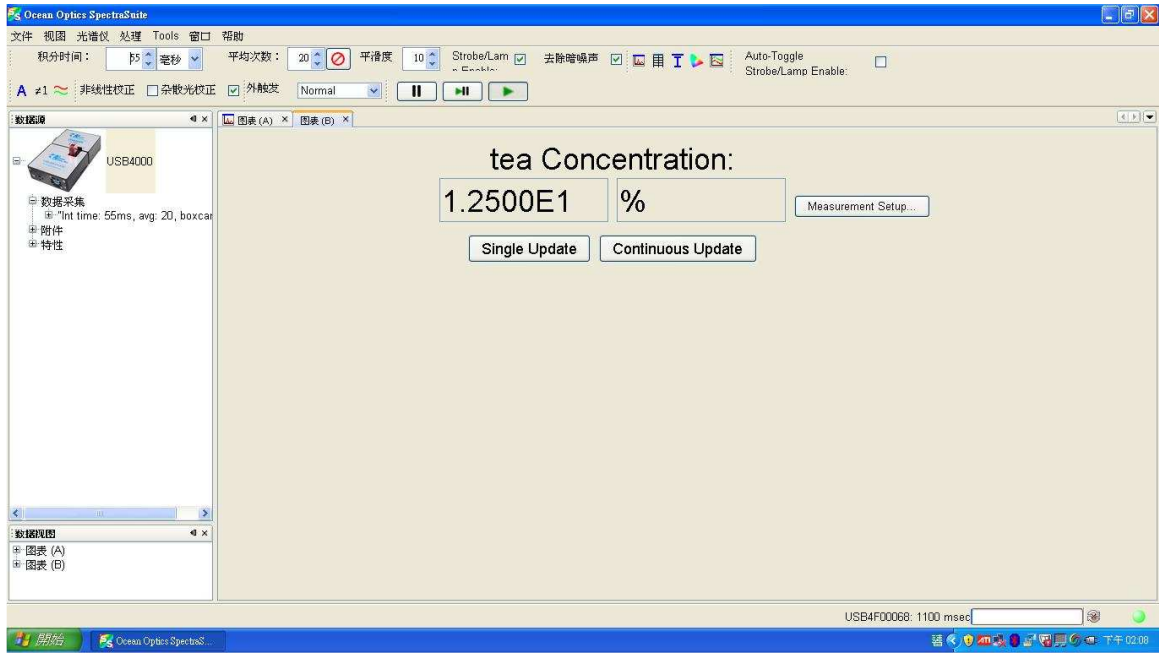 Ocean Optics SpectraSuite
文件 视图 光谱仪 处理 Tools 窗口 帮助
积分时间： 55 毫秒 平均次数： 20 平滑度 10 Strobe/Lam 去除暗噪声 Auto-Toggle
p Enable: Strobe/Lamp Enable:
A ≠1 非线性校正 杂散光校正 外触发 Normal
数据源 图表 (A) 图表 (B)
USB4000
数据采集
"Int time: 55ms, avg: 20, boxcar
附件
特性
tea Concentration:
1.2500E1 %
Measurement Setup...
Single Update Continuous Update
数据视图
图表 (A)
图表 (B)
USB4F00068: 1100 msec
開始 Ocean Optics SpectraS... 下午 02:08